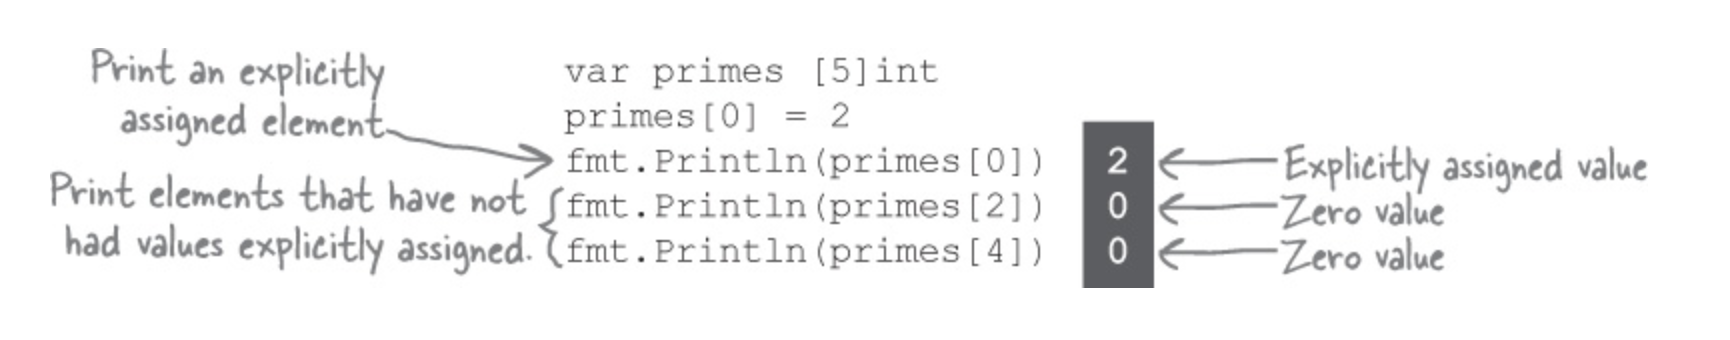 Print an explicitly
assigned element
Print elements that have not
had values explicitly assigned.
var primes [5]int
primes[0] = 2
fmt.Println(primes[0])
fmt.Println(primes[2])
fmt.Println(primes[4])
2
0
0
Explicitly assigned value
Zero value
Zero value